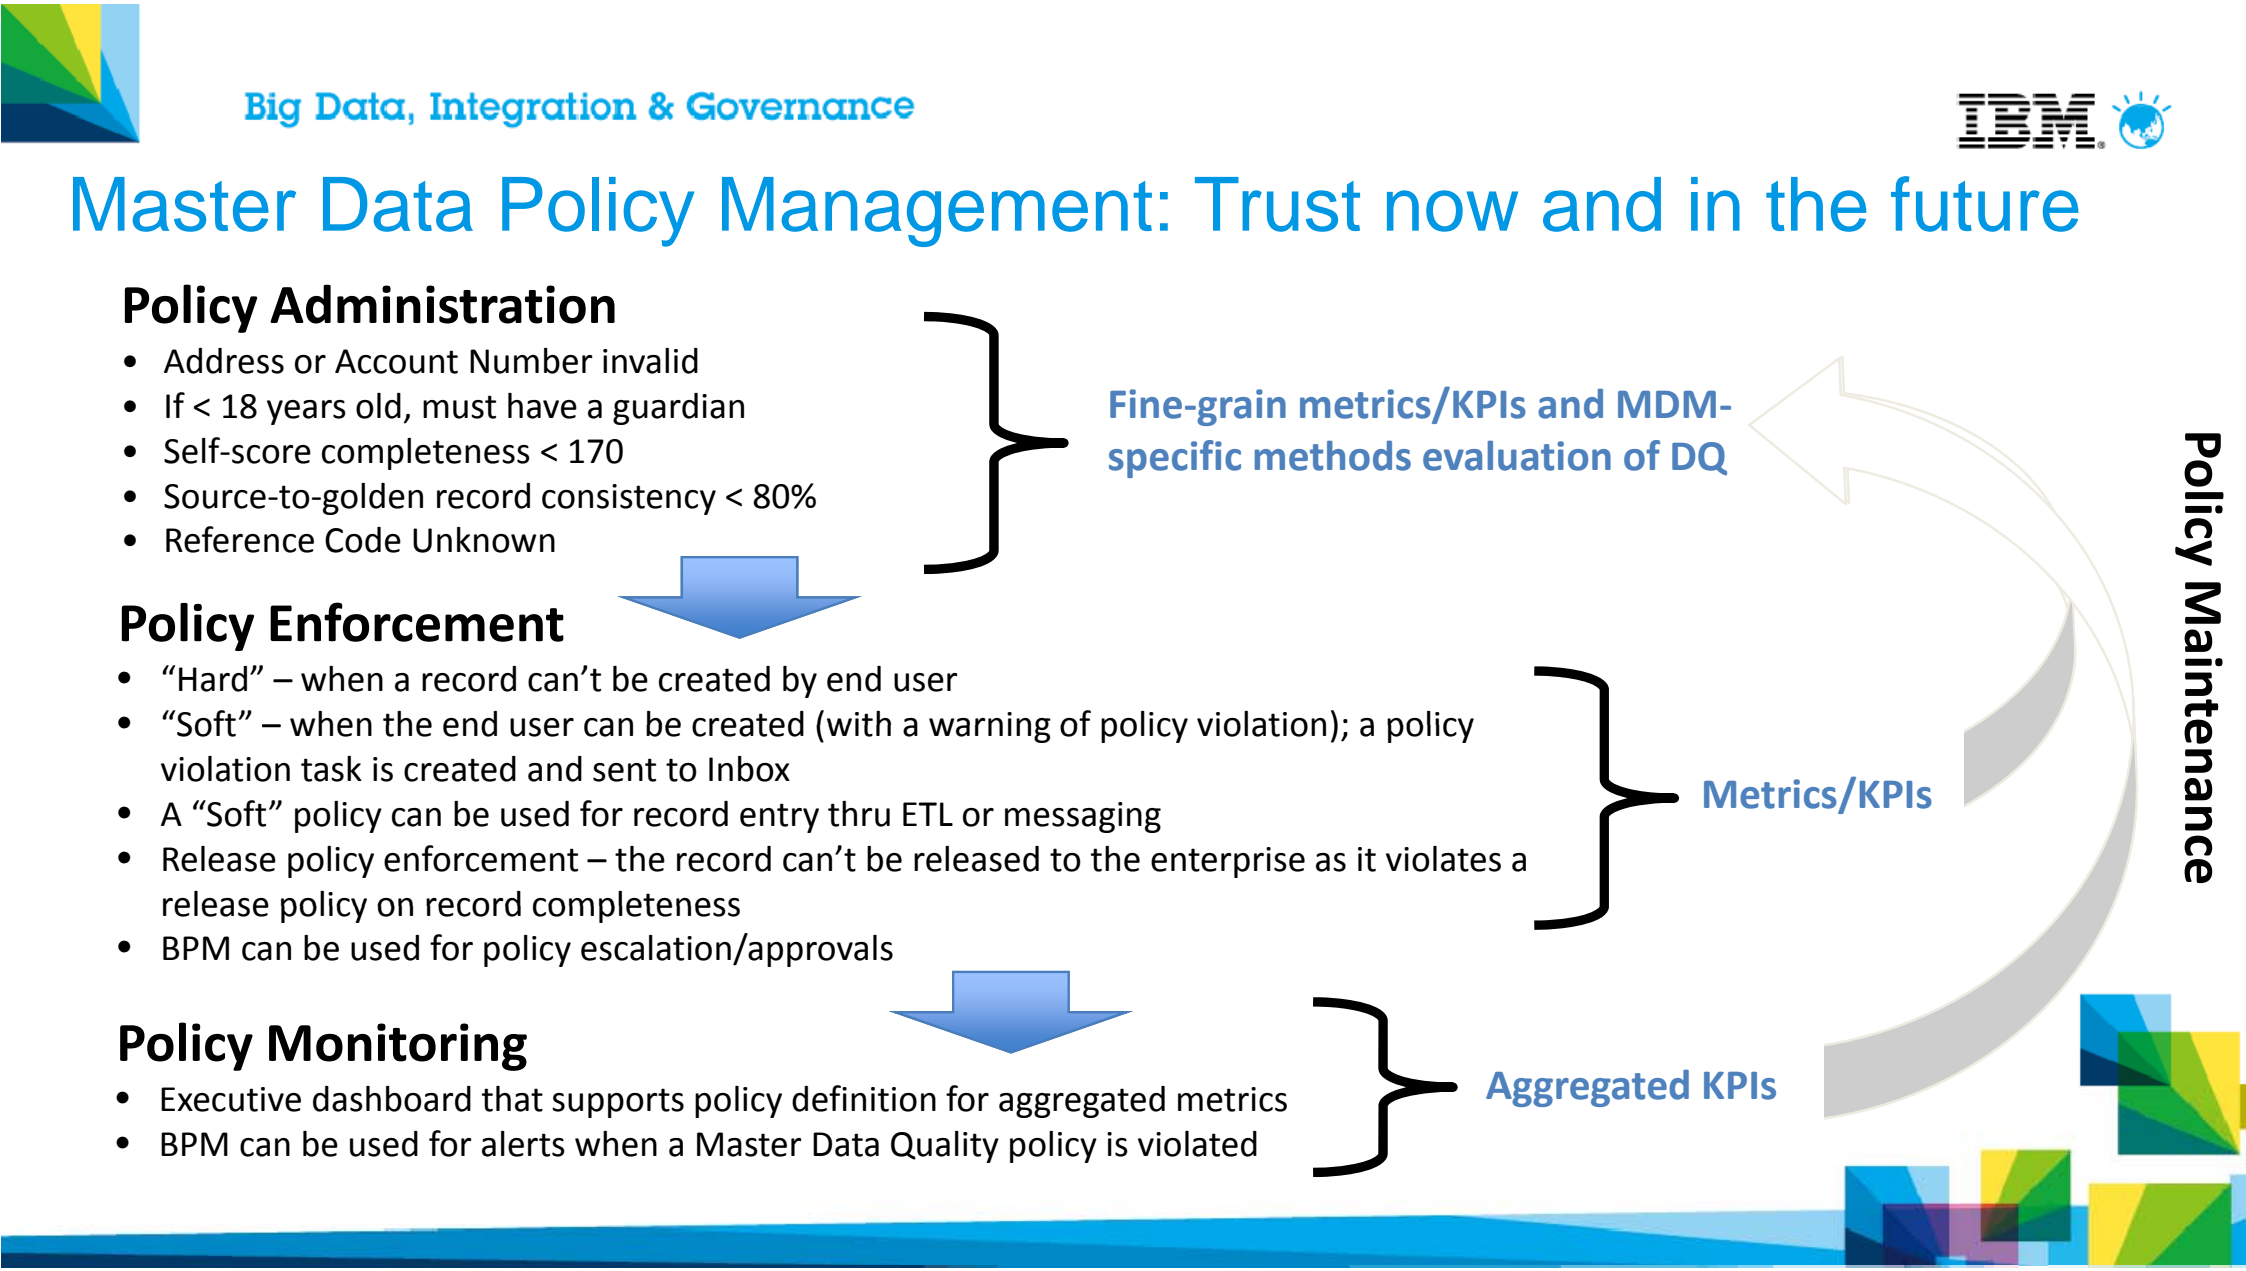 Big Data, Integration & Governance
IBM®
Master Data Policy Management: Trust now and in the future
Policy Administration
• Address or Account Number invalid
• If < 18 years old, must have a guardian
• Self-score completeness < 170
• Source-to-golden record consistency < 80%
• Reference Code Unknown
Fine-grain metrics/KPIs and MDM-
specific methods evaluation of DQ
Policy Enforcement
• “Hard” – when a record can’t be created by end user
• “Soft” – when the end user can be created (with a warning of policy violation); a policy
violation task is created and sent to Inbox
• A “Soft” policy can be used for record entry thru ETL or messaging
• Release policy enforcement – the record can’t be released to the enterprise as it violates a
release policy on record completeness
• BPM can be used for policy escalation/approvals
Metrics/KPIs
Policy Monitoring
• Executive dashboard that supports policy definition for aggregated metrics
• BPM can be used for alerts when a Master Data Quality policy is violated
Aggregated KPIs
Policy Maintenance